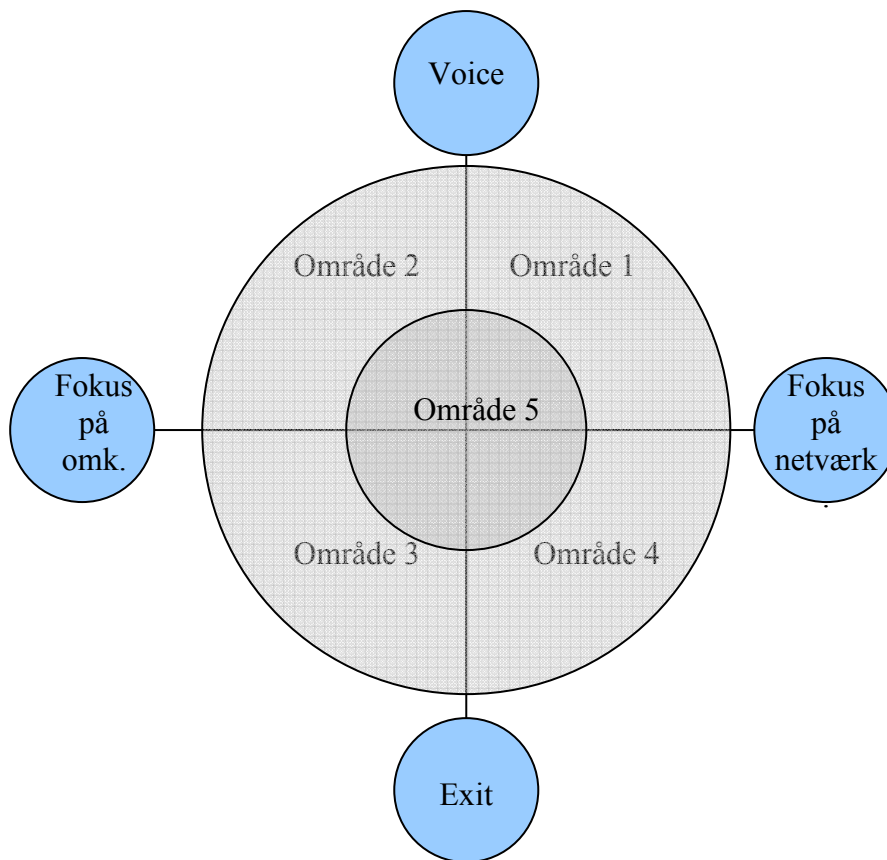 Voice
Område 2
Område 1
Fokus
på
omk.
Område 5
Fokus
på
netværk
.
Område 3
Område 4
Exit